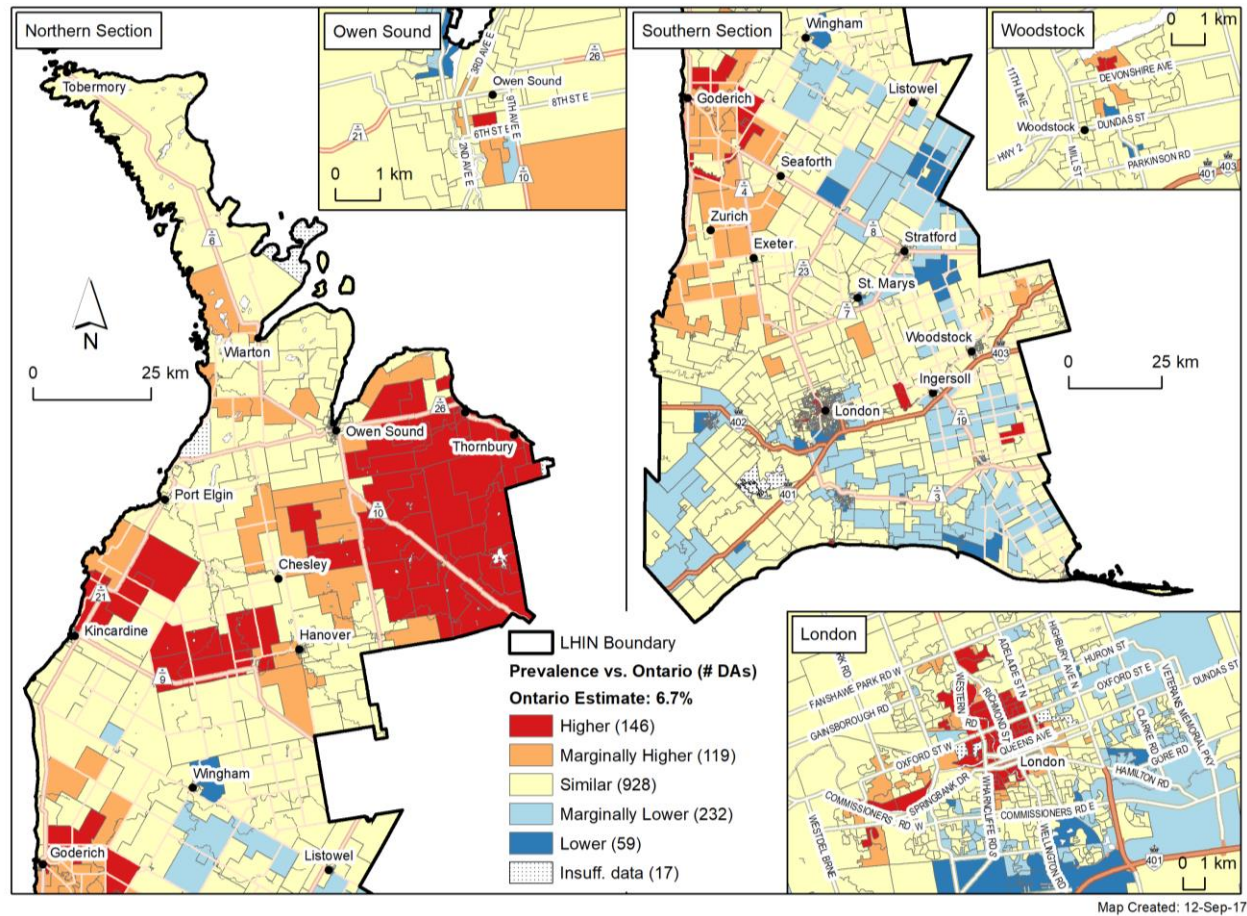 Northern Section
Tobermory
6
N
0 25 km
Wiarton
Owen Sound
26
Thornbury
10
Port Elgin
Chesley
21
Kincardine
Hanover
9
Wingham
Goderich
Listowel
Owen Sound
3RD AVE E
26
Owen Sound
8TH ST E
21
6TH ST E
9TH AVE E
2ND AVE E
10
0 1 km
Southern Section
Wingham
Listowel
Goderich
Seaforth
4
Zurich
Exeter
8
Stratford
23
St. Marys
7
Woodstock
403
Ingersoll
London
402
19
401
3
0 25 km
Woodstock
0 1 km
11TH LINE
DEVONSHIRE AVE
Woodstock
DUNDAS ST
HWY 2
MILL ST
PARKINSON RD
401
403
LHIN Boundary
Prevalence vs. Ontario (# DAs)
Ontario Estimate: 6.7%
Higher (146)
Marginally Higher (119)
Similar (928)
Marginally Lower (232)
Lower (59)
Insuff. data (17)
London
FANSHAWE PARK RD W
GAINSBOROUGH RD
WESTERN RD
RICHMOND ST
ADELAIDE ST N
HIGHBURY AVE N
HURON ST
OXFORD ST E
DUNDAS ST
VETERANS MEMORIAL PKY
CLARKE RD
GORE RD
OXFORD ST W
QUEENS AVE
London
HAMILTON RD
SPRINGBANK DR
COMMISSIONERS RD W
COMMISSIONERS RD E
WHARNCLIFFE RD S
WELLINGTON RD
WESTDEL BRNE
401
0 1 km
Map Created: 12-Sep-17